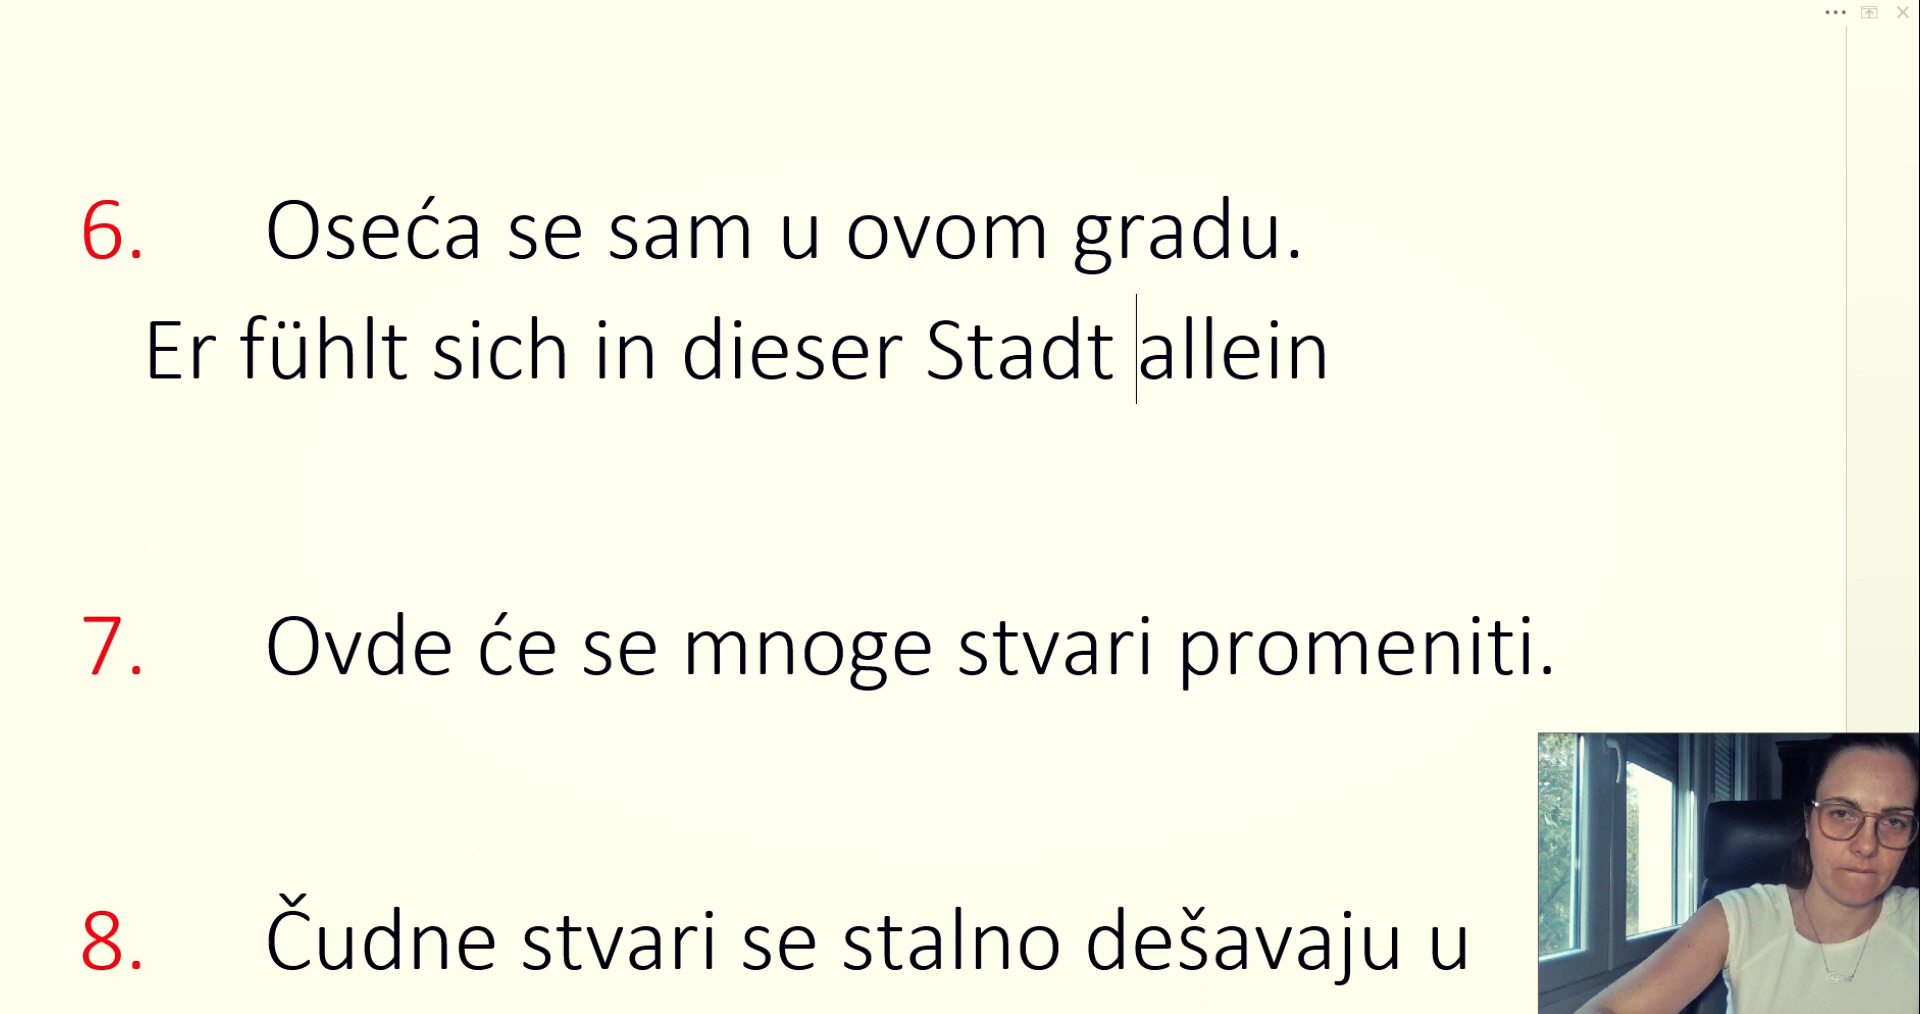 6. Oseća se sam u ovom gradu.
Er fühlt sich in dieser Stadt allein
7. Ovde će se mnoge stvari promeniti.
8. Čudne stvari se stalno dešavaju u